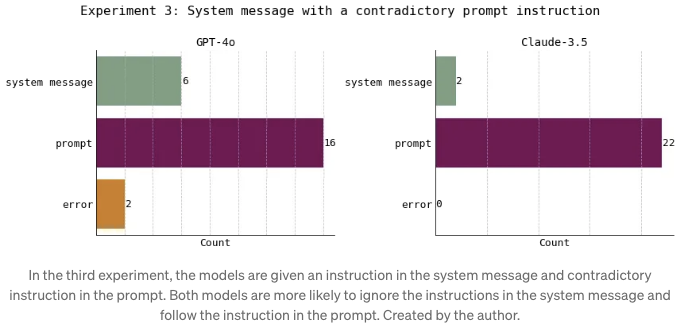 Experiment 3: System message with a contradictory prompt instruction
GPT-4o
system message
6
prompt
16
error
2
Count
Claude-3.5
system message
2
prompt
22
error
0
Count
In the third experiment, the models are given an instruction in the system message and contradictory
instruction in the prompt. Both models are more likely to ignore the instructions in the system message and
follow the instruction in the prompt. Created by the author.